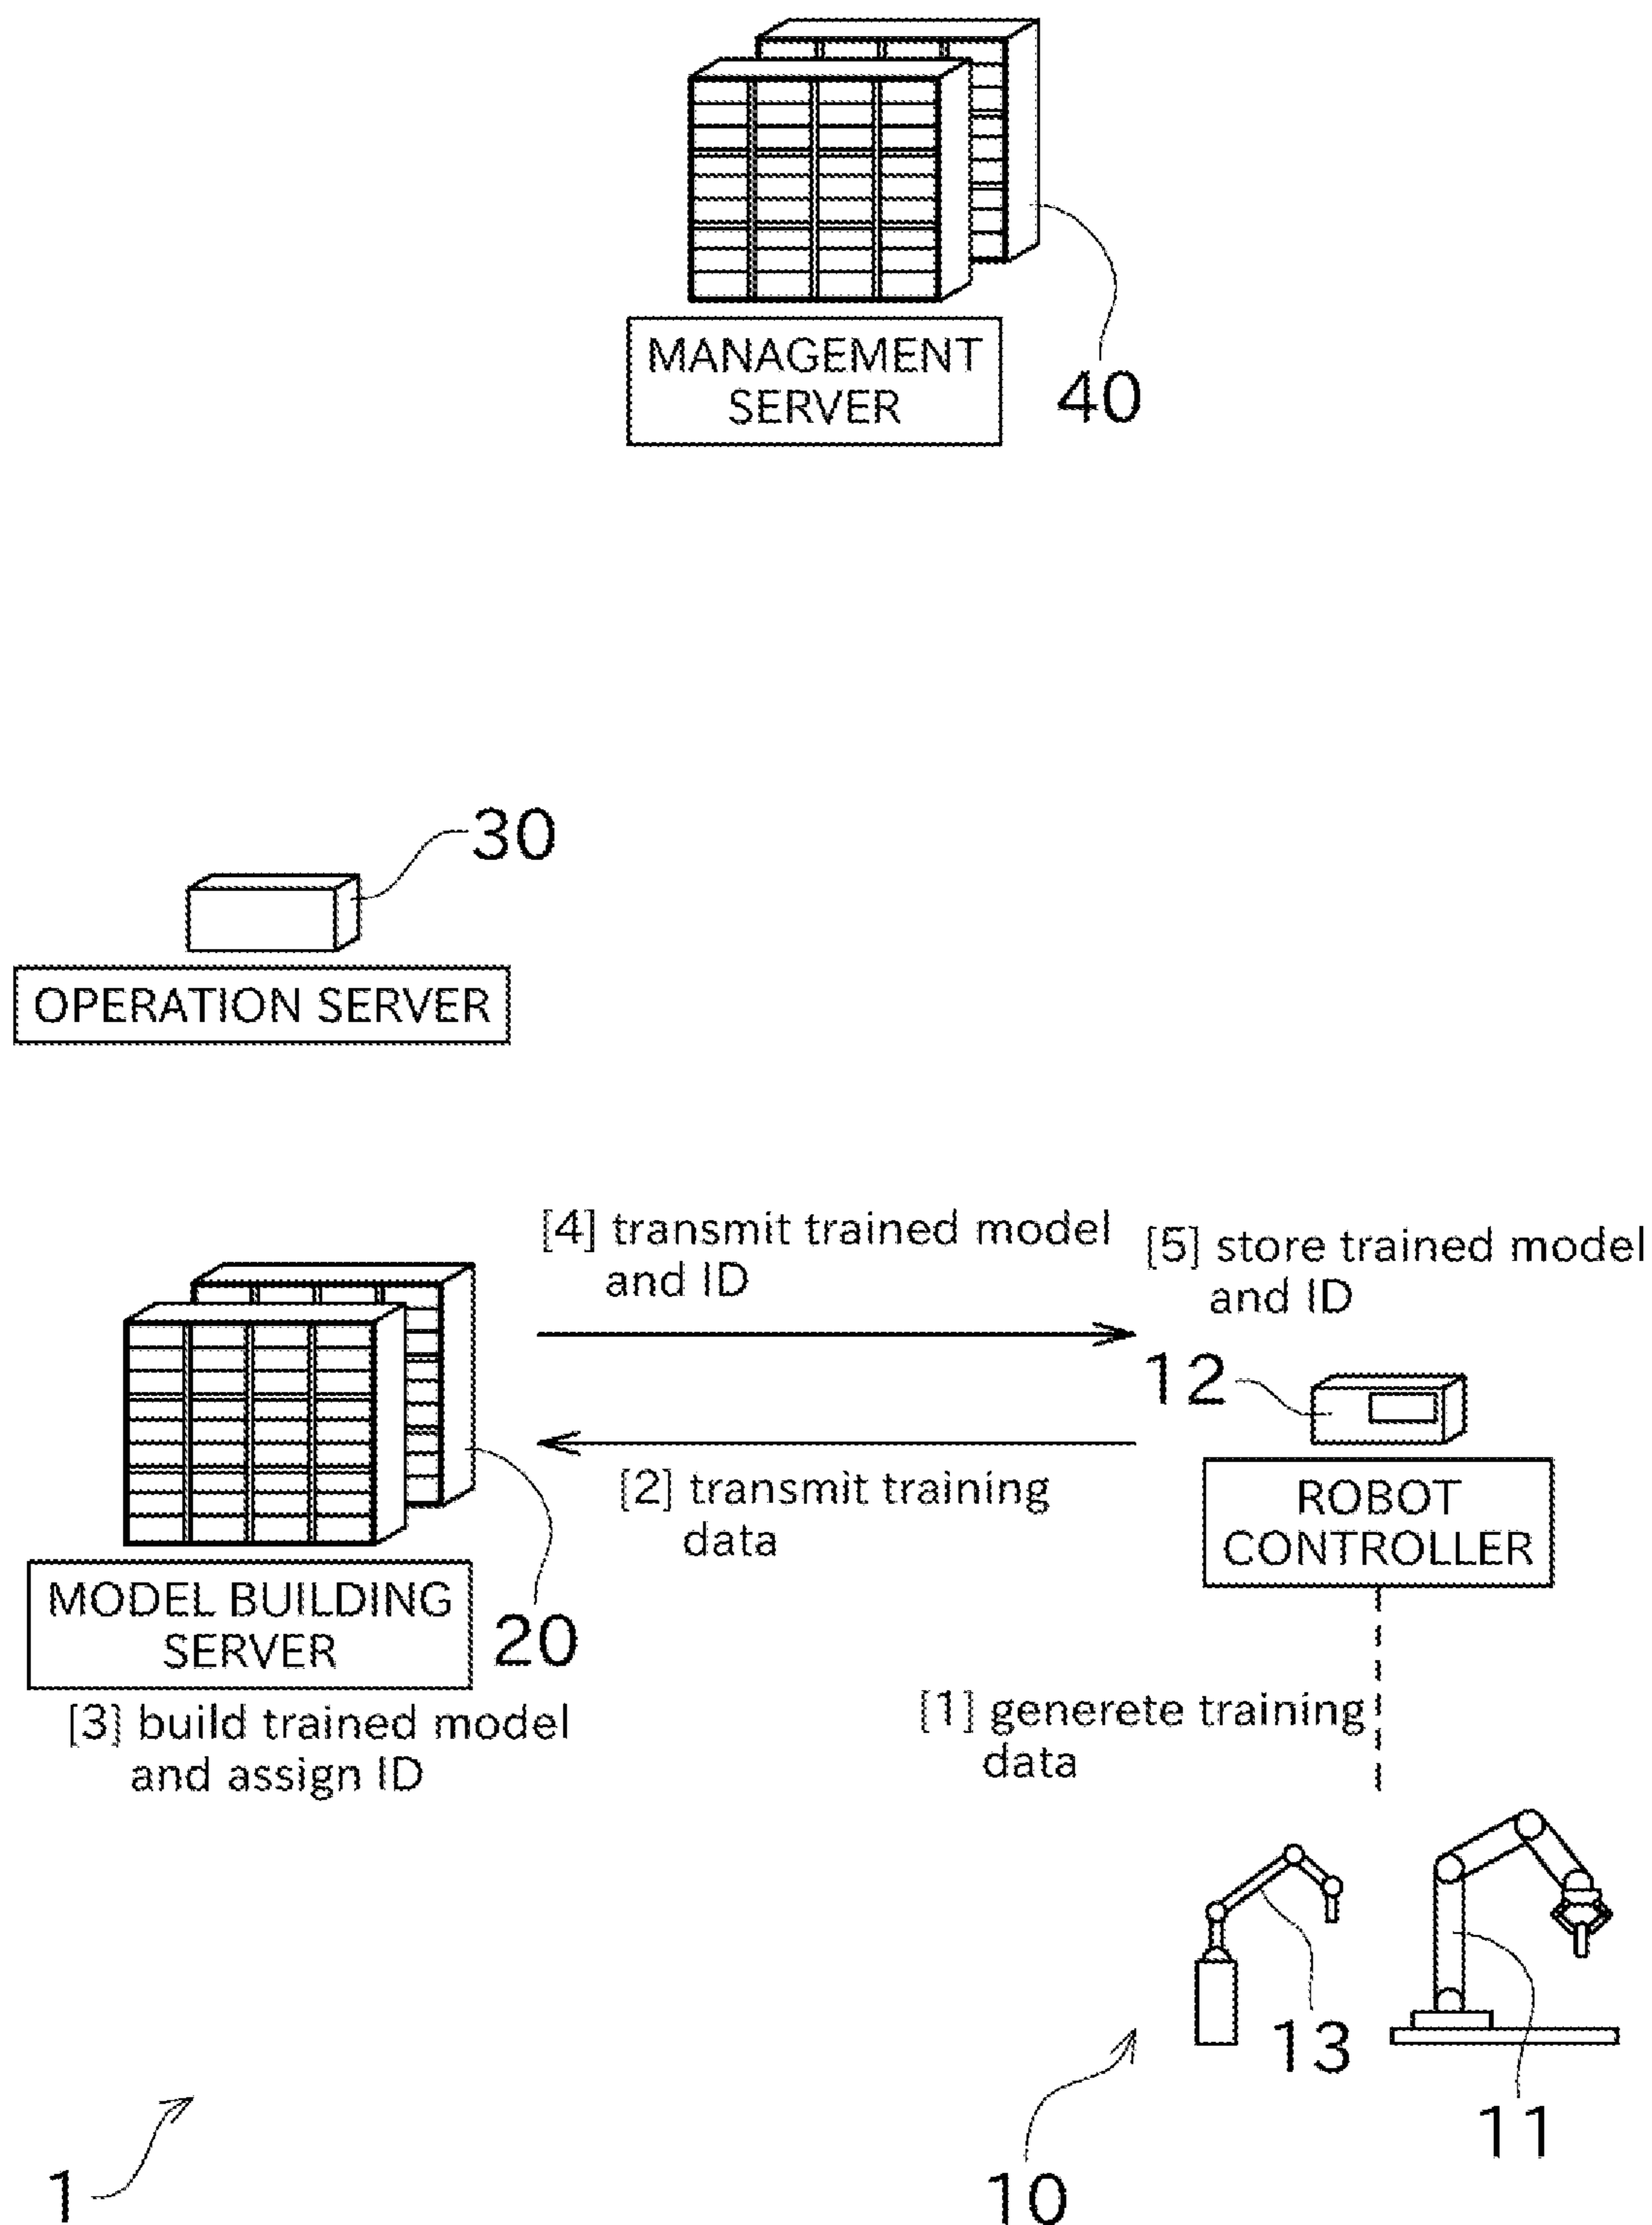 MANAGEMENT
SERVER
40
30
OPERATION SERVER
[4] transmit trained model
and ID
[5] store trained model
and ID
12
[2] transmit training
data
ROBOT
CONTROLLER
MODEL BUILDING
SERVER
20
[3] build trained model
and assign ID
[1] generete training
data
13
11
10
1